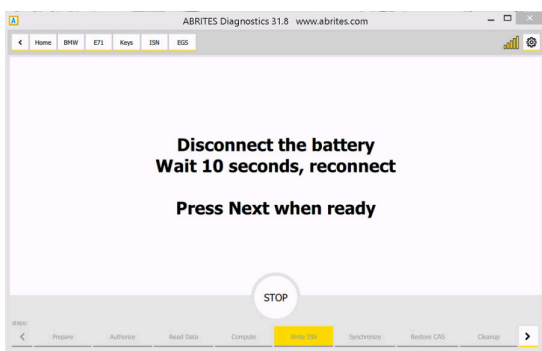 A ABRITES Diagnostics 31.8 www.abrites.com
Home BMW E71 Keys ISN EGS
Disconnect the battery
Wait 10 seconds, reconnect
Press Next when ready
STOP
steps:
Prepare Authorize Read Data Compute Write ISN Synchronize Restore CAS Cleanup